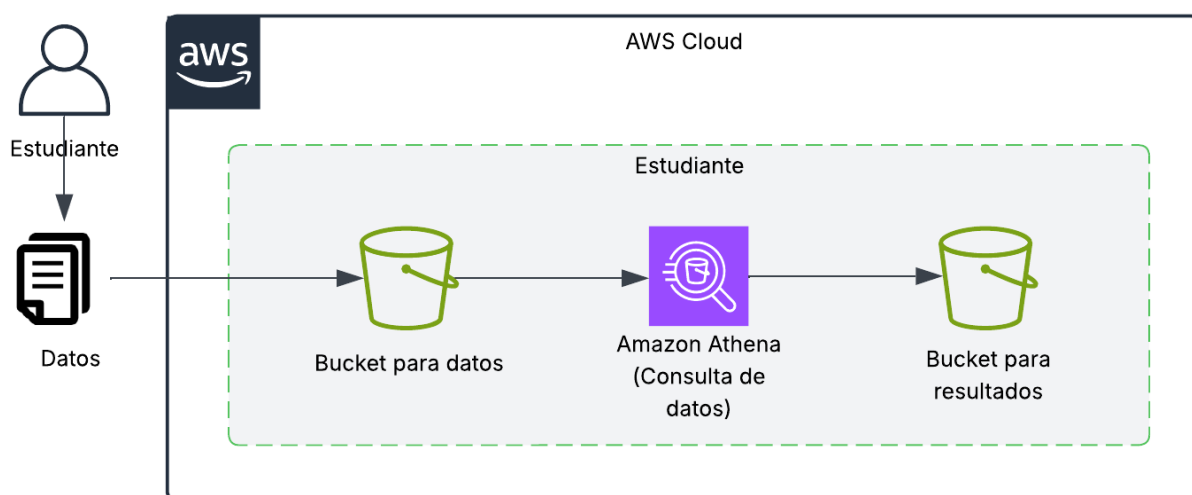 aws
AWS Cloud
Estudiante
Estudiante
Datos
Bucket para datos
Amazon Athena
(Consulta de
datos)
Bucket para
resultados